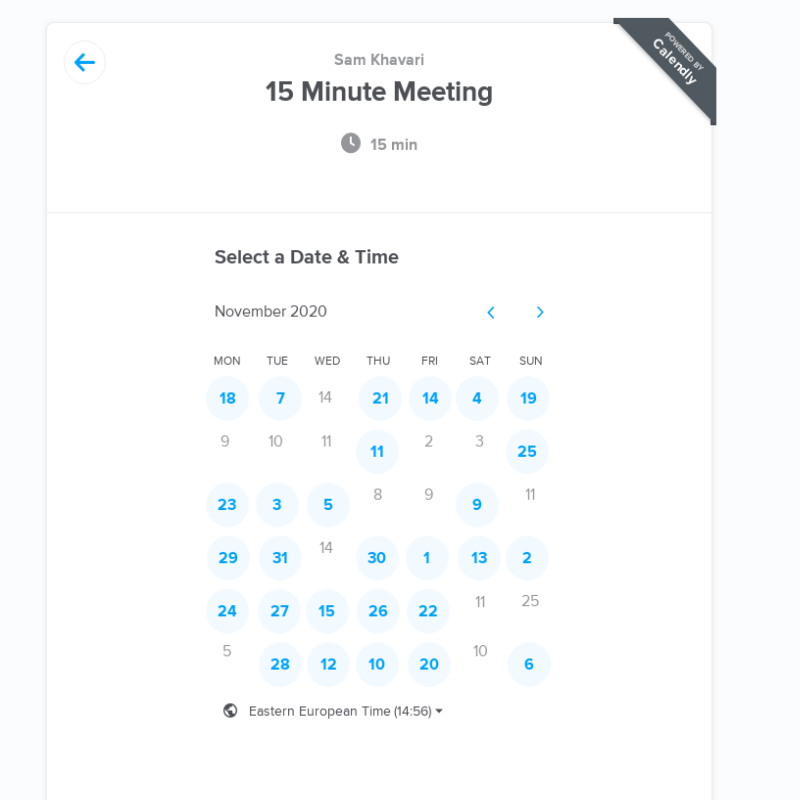 Sam Khavari
15 Minute Meeting
15 min
POWERED BY
Calendly
Select a Date & Time
November 2020
MON TUE WED THU FRI SAT SUN
18 7 14 21 14 4 19
9 10 11 11 2 3 25
23 3 5 8 9 9 11
29 31 14 30 1 13 2
24 27 15 26 22 11 25
5 28 12 10 20 10 6
Eastern European Time (14:56)